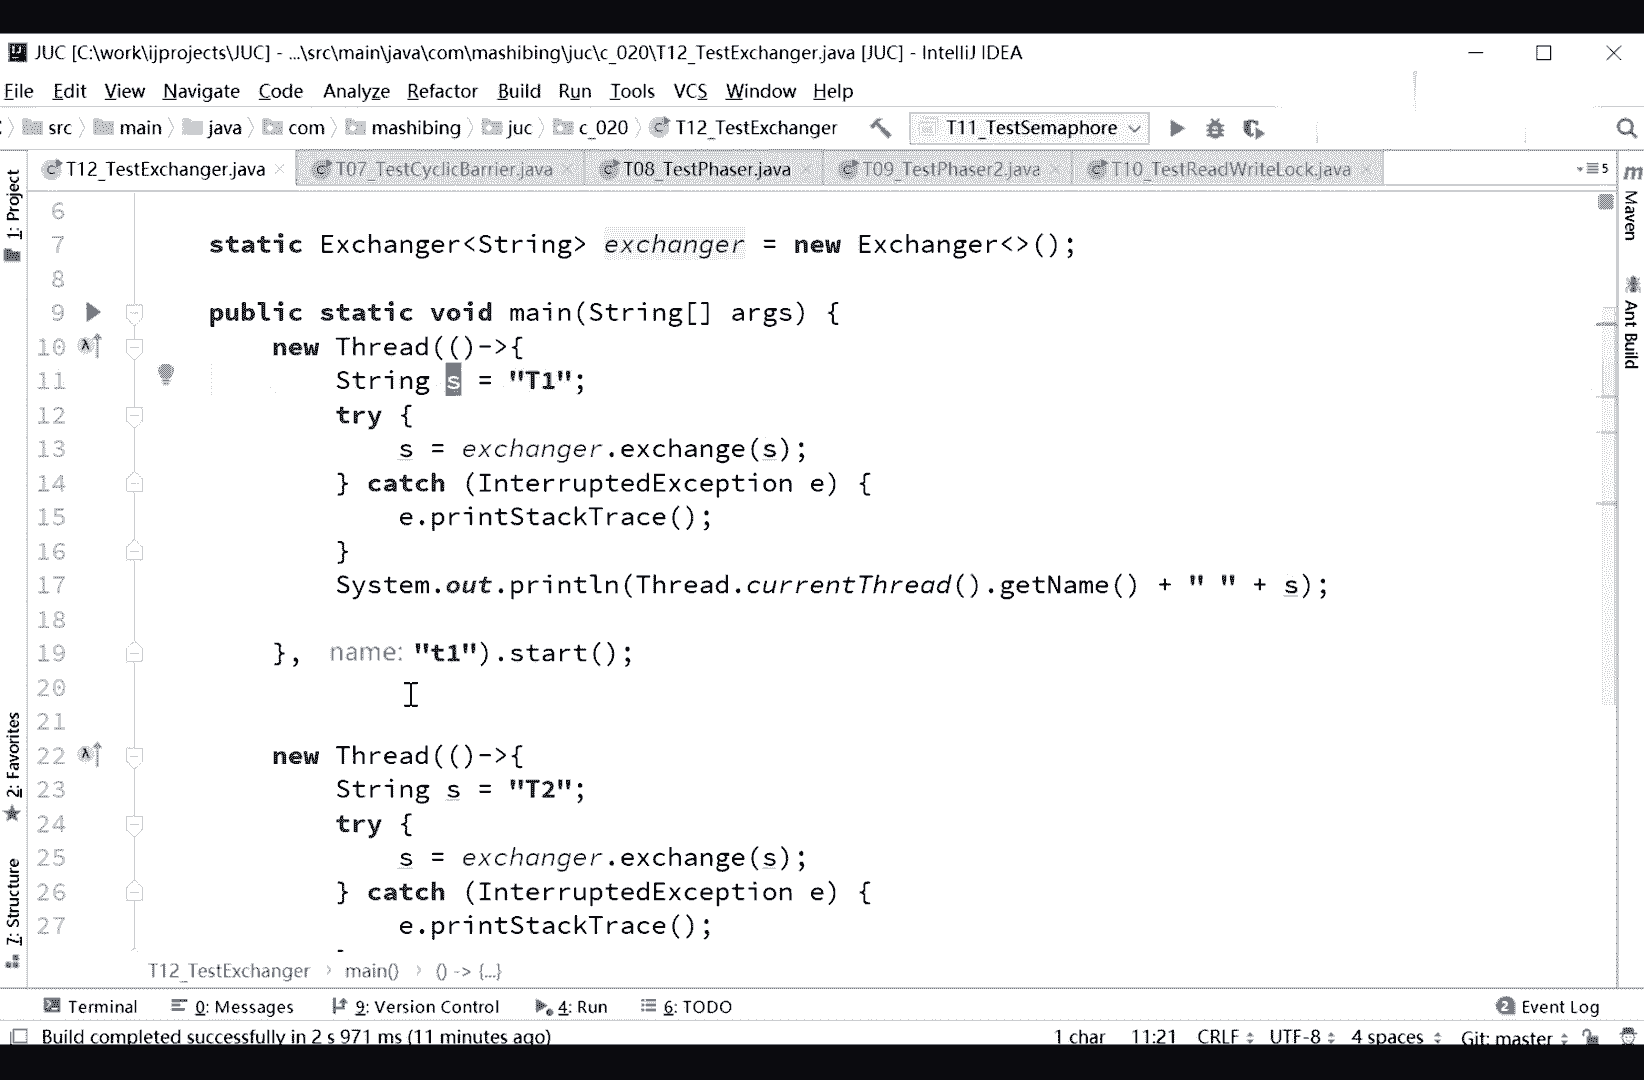 JUC [C:\work\ijprojects\JUC] - ...\src\main\java\com\mashibing\juc\c_020\T12_TestExchanger.java [JUC] - IntelliJ IDEA
File Edit View Navigate Code Analyze Refactor Build Run Tools VCS Window Help
src main java com mashibing juc c_020 T12_TestExchanger T11_TestSemaphore
T12_TestExchanger.java T07_TestCyclicBarrier.java T08_TestPhaser.java T09_TestPhaser2.java T10_TestReadWriteLock.java 5
1: Project
2: Favorites
7: Structure
6
7 static Exchanger<String> exchanger = new Exchanger<>();
8
9 public static void main(String[] args) {
10 new Thread(()->{
11 String s = "T1";
12 try {
13 s = exchanger.exchange(s);
14 } catch (InterruptedException e) {
15 e.printStackTrace();
16 }
17 System.out.println(Thread.currentThread().getName() + " " + s);
18
19 }, name: "t1").start();
20
21
22 new Thread(()->{
23 String s = "T2";
24 try {
25 s = exchanger.exchange(s);
26 } catch (InterruptedException e) {
27 e.printStackTrace();
m Maven
Ant Build
T12_TestExchanger > main() > () -> {...}
Terminal 0: Messages 9: Version Control 4: Run 6: TODO 2 Event Log
Build completed successfully in 2 s 971 ms (11 minutes ago) 1 char 11:21 CRLF UTF-8 4 spaces Git: master